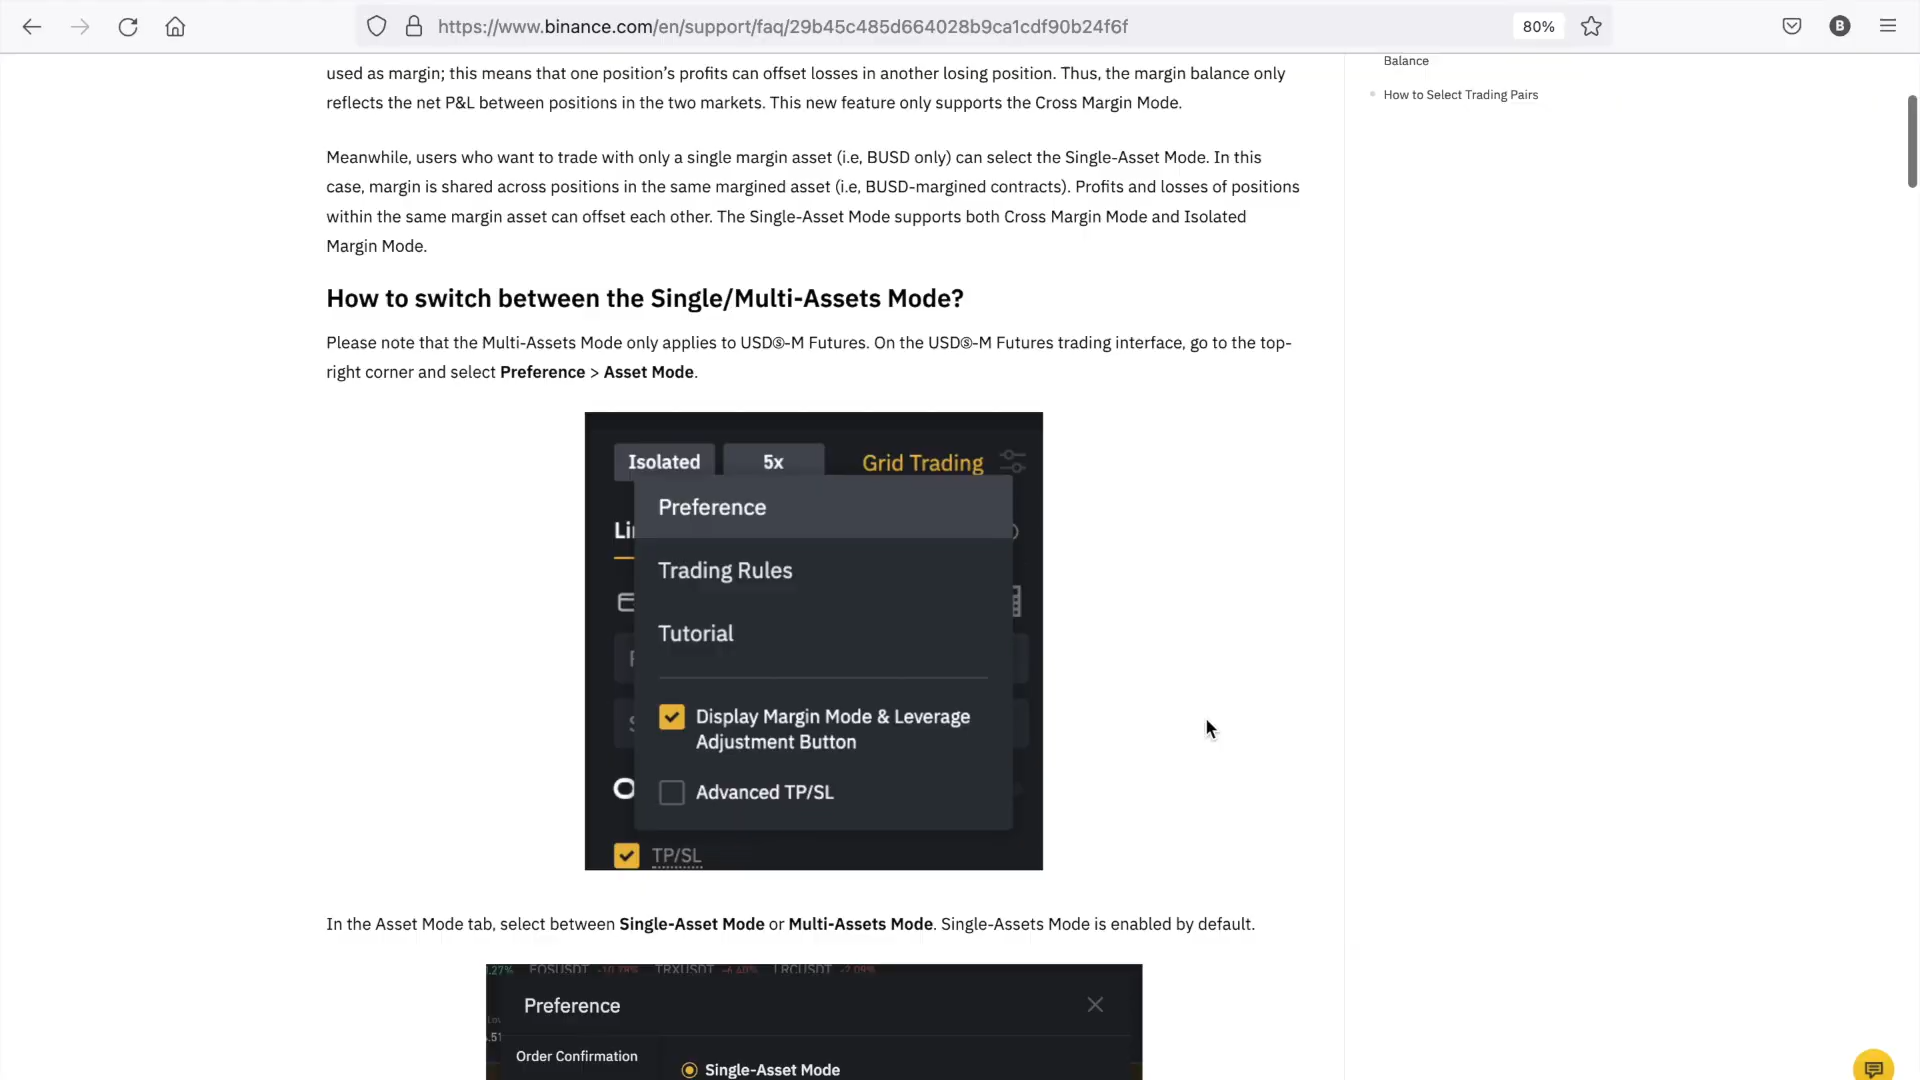 https://www.binance.com/en/support/faq/29b45c485d664028b9ca1cdf90b24f6f
80%
B
used as margin; this means that one position’s profits can offset losses in another losing position. Thus, the margin balance only
reflects the net P&L between positions in the two markets. This new feature only supports the Cross Margin Mode.
Meanwhile, users who want to trade with only a single margin asset (i.e, BUSD only) can select the Single-Asset Mode. In this
case, margin is shared across positions in the same margined asset (i.e, BUSD-margined contracts). Profits and losses of positions
within the same margin asset can offset each other. The Single-Asset Mode supports both Cross Margin Mode and Isolated
Margin Mode.
How to switch between the Single/Multi-Assets Mode?
Please note that the Multi-Assets Mode only applies to USDⓈ-M Futures. On the USDⓈ-M Futures trading interface, go to the top-
right corner and select Preference > Asset Mode.
Isolated
5x
Grid Trading
Preference
Trading Rules
Tutorial
Display Margin Mode & Leverage
Adjustment Button
Advanced TP/SL
TP/SL
In the Asset Mode tab, select between Single-Asset Mode or Multi-Assets Mode. Single-Assets Mode is enabled by default.
EOSUSDT -10.79% TRXUSDT -6.40% LRCUSDT -2.09%
Preference
Order Confirmation
Single-Asset Mode
Balance
How to Select Trading Pairs